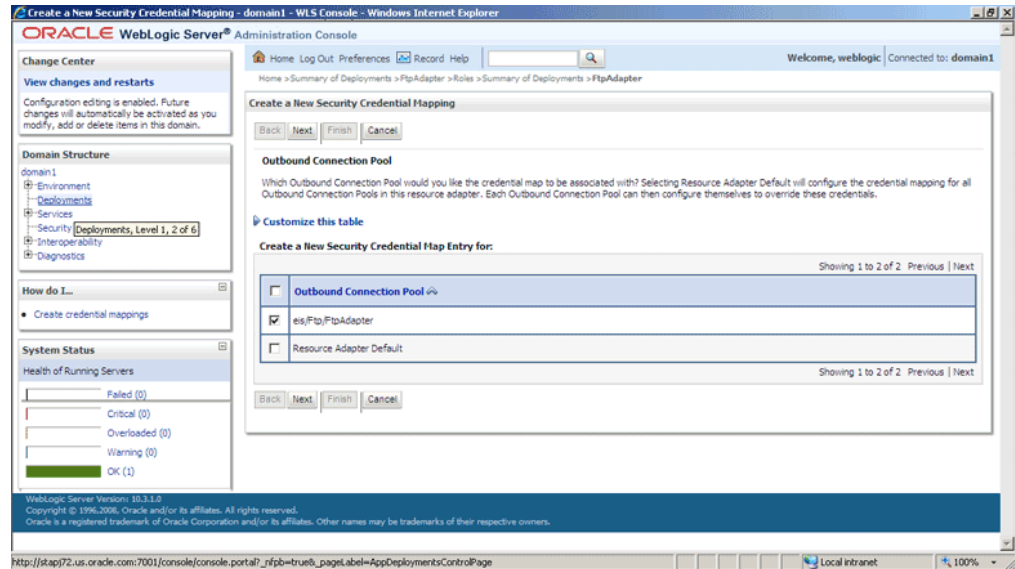 Create a New Security Credential Mapping - domain1 - WLS Console - Windows Internet Explorer
ORACLE WebLogic Server® Administration Console
Change Center
View changes and restarts
Configuration editing is enabled. Future
changes will automatically be activated as you
modify, add or delete items in this domain.
Domain Structure
domain1
Environment
Deployments
Services
Security
Deployments, Level 1, 2 of 6
Interoperability
Diagnostics
How do I...
Create credential mappings
System Status
Health of Running Servers
Failed (0)
Critical (0)
Overloaded (0)
Warning (0)
OK (1)
Home Log Out Preferences Record Help
Welcome, weblogic Connected to: domain1
Home >Summary of Deployments >FtpAdapter >Roles >Summary of Deployments >FtpAdapter
Create a New Security Credential Mapping
Back Next Finish Cancel
Outbound Connection Pool
Which Outbound Connection Pool would you like the credential map to be associated with? Selecting Resource Adapter Default will configure the credential mapping for all
Outbound Connection Pools in this resource adapter. Each Outbound Connection Pool can then configure themselves to override these credentials.
Customize this table
Create a New Security Credential Map Entry for:
Showing 1 to 2 of 2 Previous | Next
Outbound Connection Pool
eis/Ftp/FtpAdapter
Resource Adapter Default
Showing 1 to 2 of 2 Previous | Next
Back Next Finish Cancel
WebLogic Server Version: 10.3.1.0
Copyright © 1996,2008, Oracle and/or its affiliates. All rights reserved.
Oracle is a registered trademark of Oracle Corporation and/or its affiliates. Other names may be trademarks of their respective owners.
http://stapj72.us.oracle.com:7001/console/console.portal?_nfpb=true&_pageLabel=AppDeploymentsControlPage
Local intranet
100%